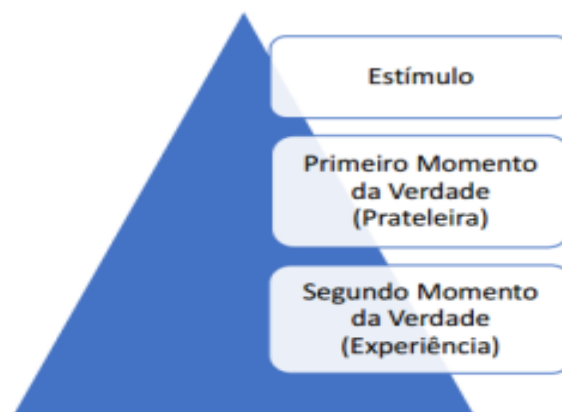 Estímulo
Primeiro Momento
da Verdade
(Prateleira)
Segundo Momento
da Verdade
(Experiência)